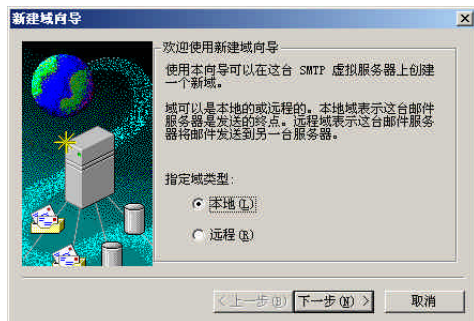 新建域向导
欢迎使用新建域向导
使用本向导可以在这台 SMTP 虚拟服务器上创建
一个新域。
域可以是本地的或远程的。本地域表示这台邮件
服务器是发送的终点。远程域表示这台邮件服务
器将邮件发送到另一台服务器。
指定域类型:
本地(L)
远程(R)
<上一步(B) 下一步(N) > 取消